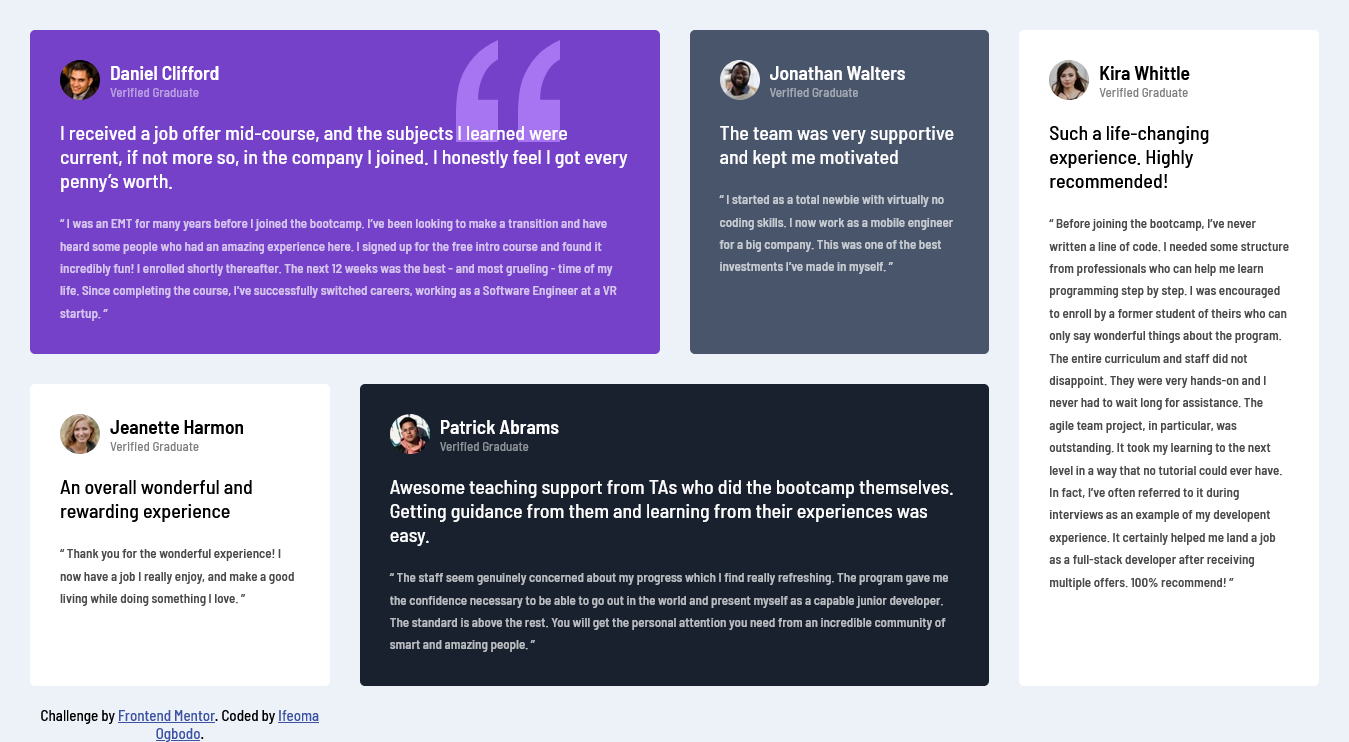 Daniel Clifford
Verified Graduate
I received a job offer mid-course, and the subjects I learned were
current, if not more so, in the company I joined. I honestly feel I got every
penny’s worth.
“ I was an EMT for many years before I joined the bootcamp. I’ve been looking to make a transition and have
heard some people who had an amazing experience here. I signed up for the free intro course and found it
incredibly fun! I enrolled shortly thereafter. The next 12 weeks was the best - and most grueling - time of my
life. Since completing the course, I’ve successfully switched careers, working as a Software Engineer at a VR
startup. ”
Jonathan Walters
Verified Graduate
The team was very supportive
and kept me motivated
“ I started as a total newbie with virtually no
coding skills. I now work as a mobile engineer
for a big company. This was one of the best
investments I’ve made in myself. ”
Kira Whittle
Verified Graduate
Such a life-changing
experience. Highly
recommended!
“ Before joining the bootcamp, I’ve never
written a line of code. I needed some structure
from professionals who can help me learn
programming step by step. I was encouraged
to enroll by a former student of theirs who can
only say wonderful things about the program.
The entire curriculum and staff did not
disappoint. They were very hands-on and I
never had to wait long for assistance. The
agile team project, in particular, was
outstanding. It took my learning to the next
level in a way that no tutorial could ever have.
In fact, I’ve often referred to it during
interviews as an example of my developent
experience. It certainly helped me land a job
as a full-stack developer after receiving
multiple offers. 100% recommend! ”
Jeanette Harmon
Verified Graduate
An overall wonderful and
rewarding experience
“ Thank you for the wonderful experience! I
now have a job I really enjoy, and make a good
living while doing something I love. ”
Patrick Abrams
Verified Graduate
Awesome teaching support from TAs who did the bootcamp themselves.
Getting guidance from them and learning from their experiences was
easy.
“ The staff seem genuinely concerned about my progress which I find really refreshing. The program gave me
the confidence necessary to be able to go out in the world and present myself as a capable junior developer.
The standard is above the rest. You will get the personal attention you need from an incredible community of
smart and amazing people. ”
Challenge by Frontend Mentor. Coded by Ifeoma
Ogbodo.